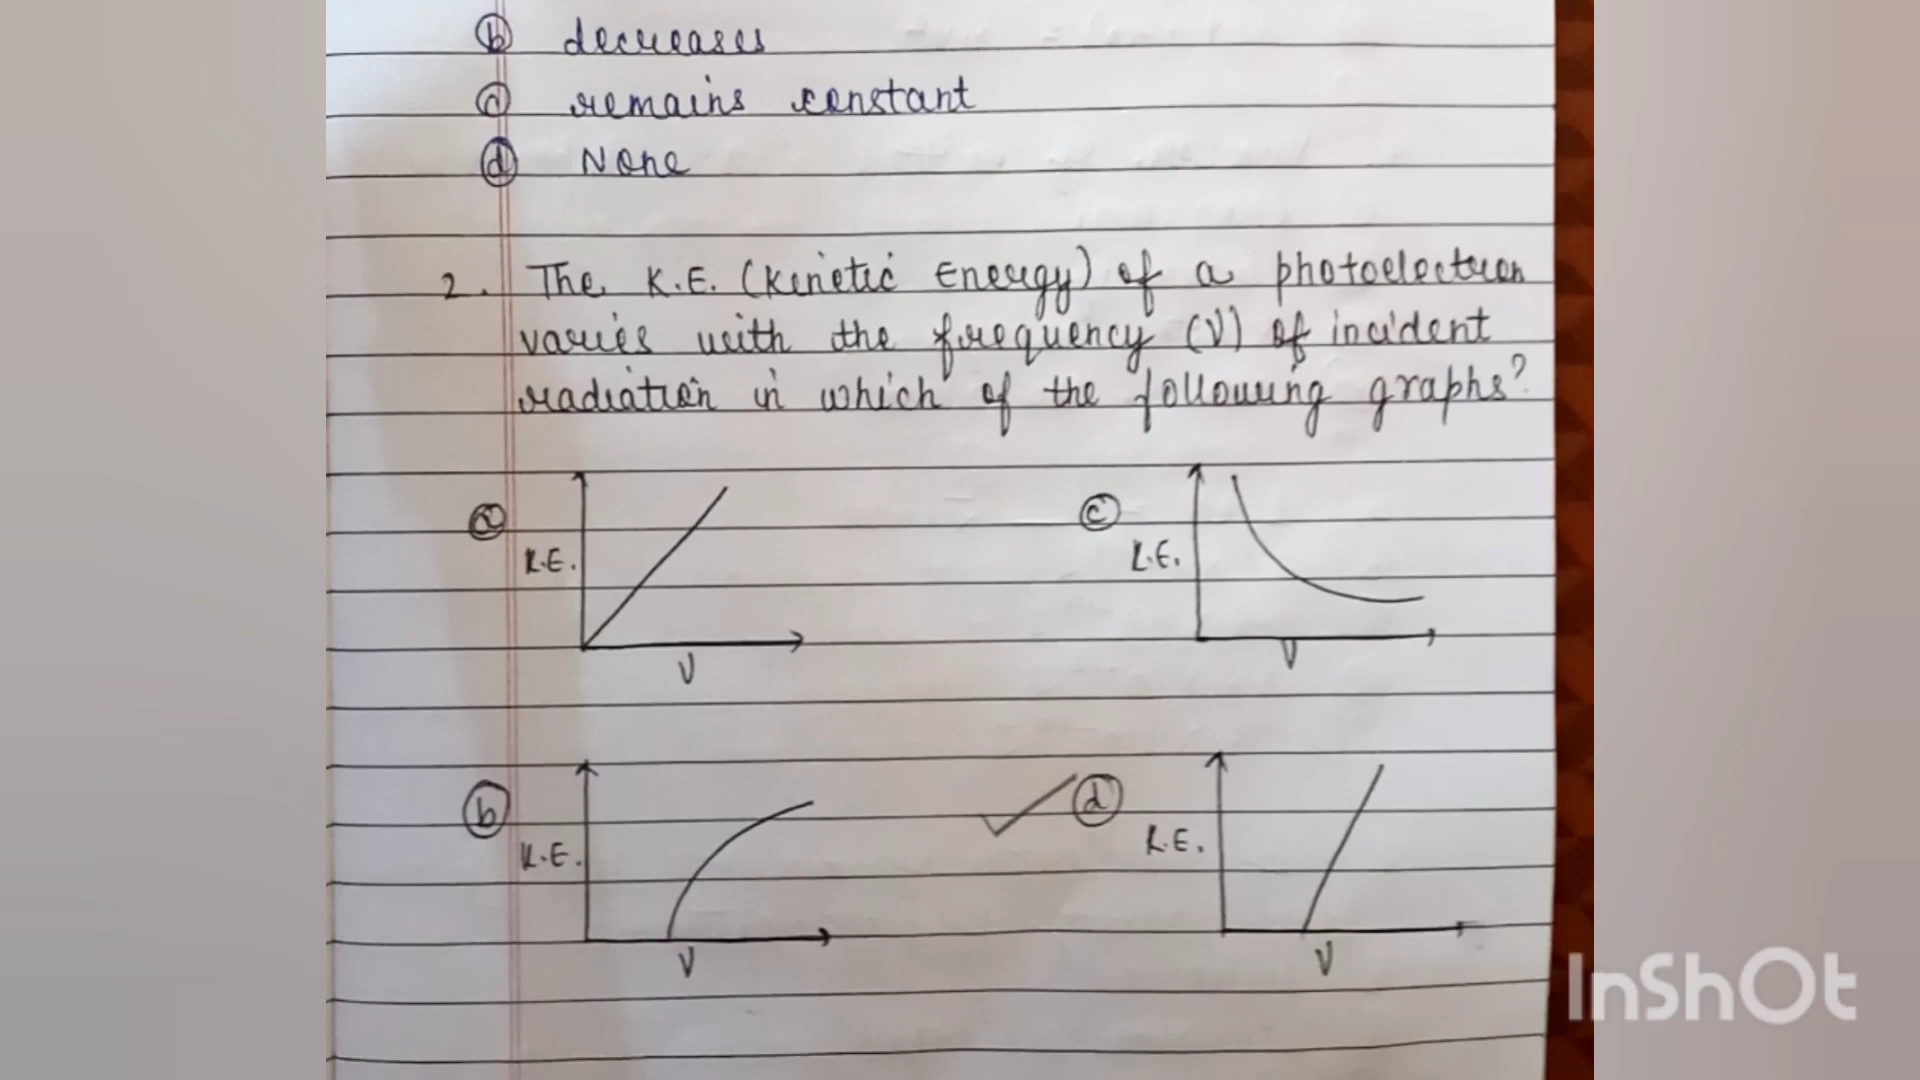 (b) decreases
(c) remains constant
(d) None
2. The K.E. (Kinetic Energy) of a photoelectron
varies with the frequency (V) of incident
radiation in which of the following graphs?
(a) K.E. V
(c) K.E. V
(b) K.E. V
(d) K.E. V
InShOt